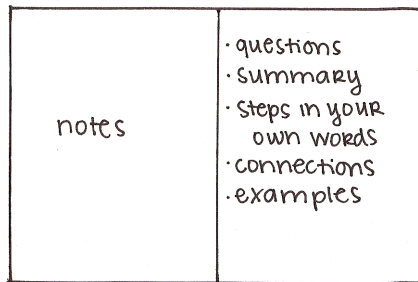 notes
· questions
· summary
· steps in your
own words
· connections
· examples